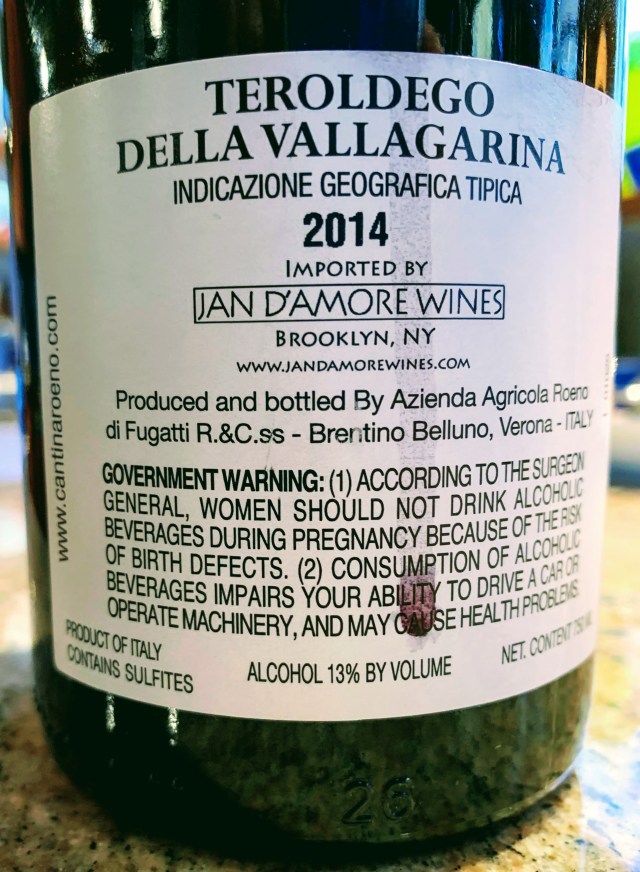 TEROLDEGO
DELLA VALLAGARINA
INDICAZIONE GEOGRAFICA TIPICA
2014
IMPORTED BY
JAN D'AMORE WINES
BROOKLYN, NY
WWW.JANDAMOREWINES.COM
Produced and bottled By Azienda Agricola Roeno
di Fugatti R.&C.ss - Brentino Belluno, Verona - ITALY
GOVERNMENT WARNING: (1) ACCORDING TO THE SURGEON
GENERAL, WOMEN SHOULD NOT DRINK ALCOHOLIC
BEVERAGES DURING PREGNANCY BECAUSE OF THE RISK
OF BIRTH DEFECTS. (2) CONSUMPTION OF ALCOHOLIC
BEVERAGES IMPAIRS YOUR ABILITY TO DRIVE A CAR OR
OPERATE MACHINERY, AND MAY CAUSE HEALTH PROBLEMS.
PRODUCT OF ITALY
CONTAINS SULFITES
ALCOHOL 13% BY VOLUME
NET. CONTENT 750 ML
www.cantinaroeno.com
26